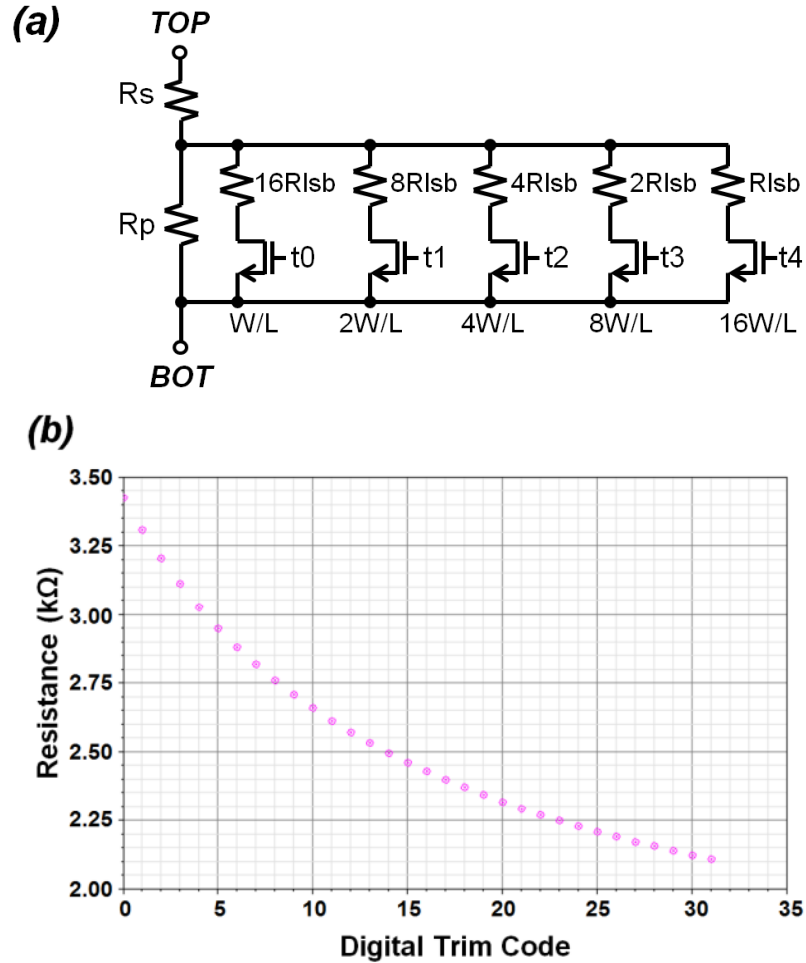 (a)
TOP
Rs
16Rlsb 8Rlsb 4Rlsb 2Rlsb Rlsb
Rp
t0 t1 t2 t3 t4
W/L 2W/L 4W/L 8W/L 16W/L
BOT
(b)
3.50
3.25
3.00
2.75
2.50
2.25
2.00
Resistance (kΩ)
0 5 10 15 20 25 30 35
Digital Trim Code